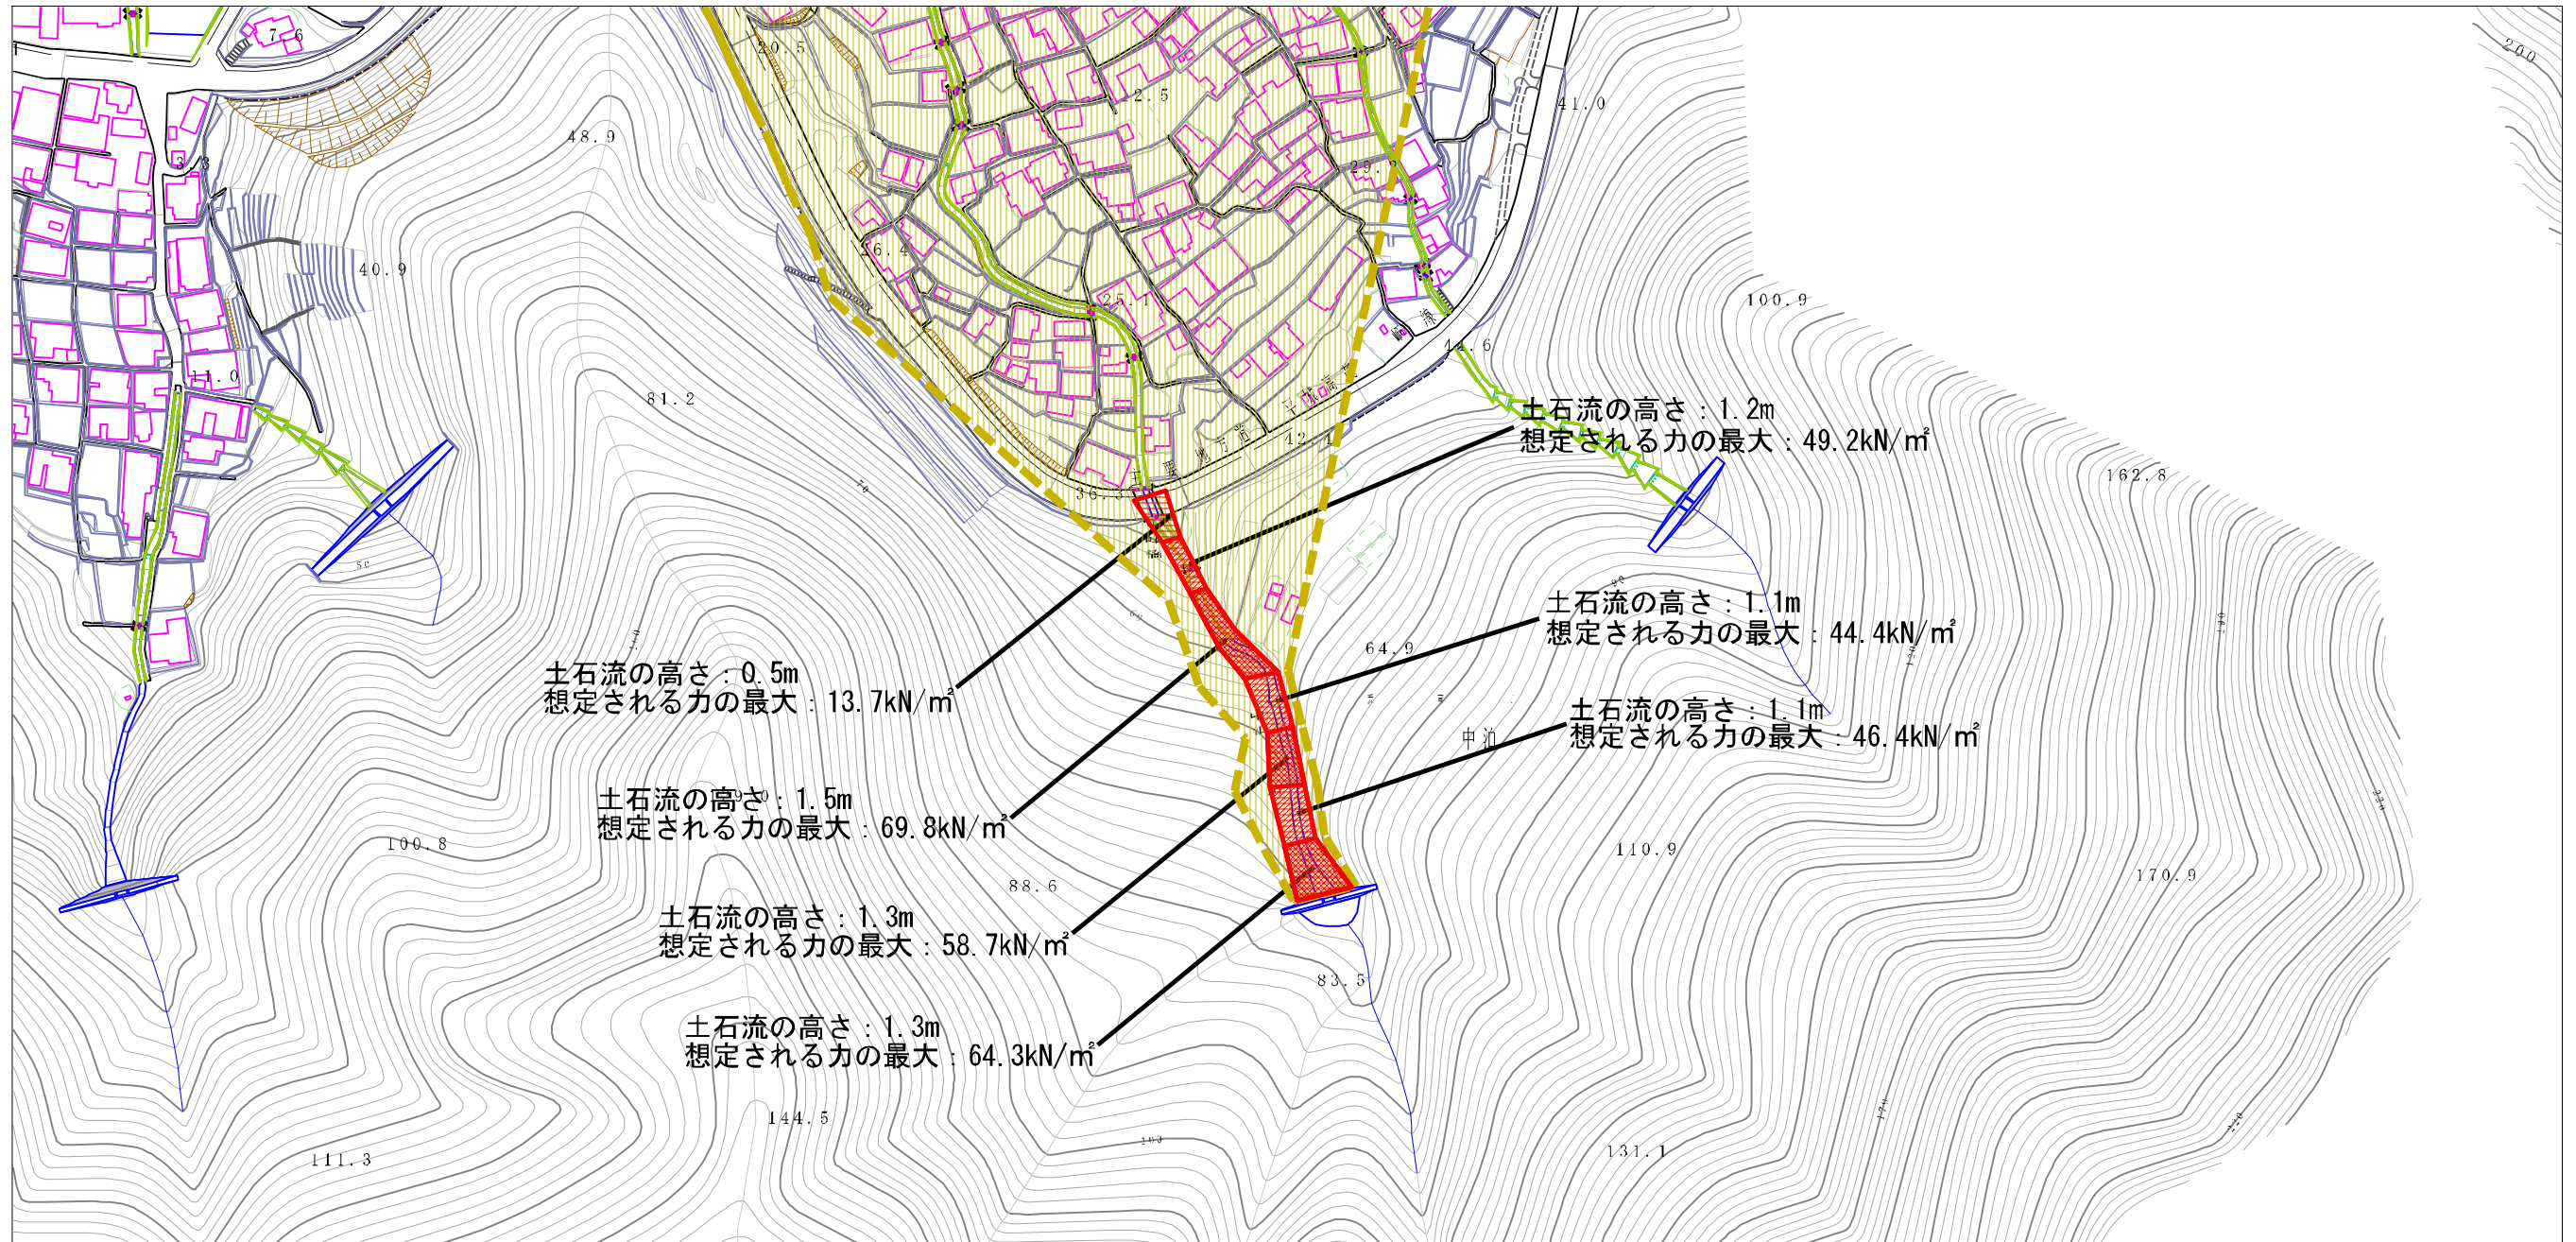 7.6
20.5
200
48.9
41.0
3.3
40.9
100.9
25.1
11.0
81.2
土石流の高さ：1.2m
想定される力の最大：49.2kN/㎡
162.8
土石流の高さ：1.1m
想定される力の最大：44.4kN/㎡
64.9
土石流の高さ：0.5m
想定される力の最大：13.7kN/㎡
土石流の高さ：1.1m
想定される力の最大：46.4kN/㎡
中泊
土石流の高さ：1.5m
想定される力の最大：69.8kN/㎡
100.8
110.9
170.9
88.6
土石流の高さ：1.3m
想定される力の最大：58.7kN/㎡
83.5
土石流の高さ：1.3m
想定される力の最大：64.3kN/㎡
144.5
111.3
131.1